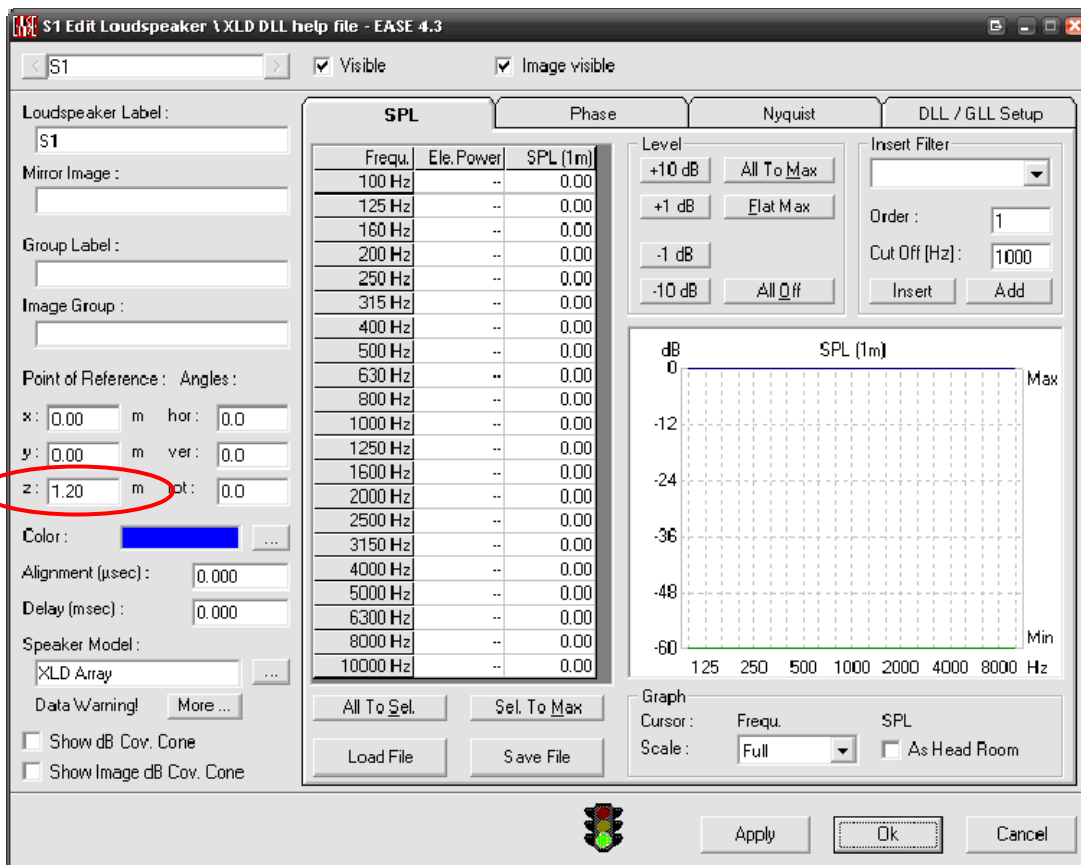 S1 Edit Loudspeaker \ XLD DLL help file - EASE 4.3
< S1 >
Visible
Image visible
Loudspeaker Label :
S1
Mirror Image :
Group Label :
Image Group :
Point of Reference : Angles :
x : 0.00 m hor : 0.0
y : 0.00 m ver : 0.0
z : 1.20 m rot : 0.0
Color :
...
Alignment (µsec) : 0.000
Delay (msec) : 0.000
Speaker Model :
XLD Array ...
Data Warning! More ...
Show dB Cov. Cone
Show Image dB Cov. Cone
SPL Phase Nyquist DLL / GLL Setup
Frequ. Ele. Power SPL (1m)
100 Hz -- 0.00
125 Hz -- 0.00
160 Hz -- 0.00
200 Hz -- 0.00
250 Hz -- 0.00
315 Hz -- 0.00
400 Hz -- 0.00
500 Hz -- 0.00
630 Hz -- 0.00
800 Hz -- 0.00
1000 Hz -- 0.00
1250 Hz -- 0.00
1600 Hz -- 0.00
2000 Hz -- 0.00
2500 Hz -- 0.00
3150 Hz -- 0.00
4000 Hz -- 0.00
5000 Hz -- 0.00
6300 Hz -- 0.00
8000 Hz -- 0.00
10000 Hz -- 0.00
All To Sel. Sel. To Max
Load File Save File
Level
+10 dB All To Max
+1 dB Flat Max
-1 dB
-10 dB All Off
Insert Filter
Order : 1
Cut Off [Hz] : 1000
Insert Add
dB SPL (1m)
0 Max
-12
-24
-36
-48
-60 Min
125 250 500 1000 2000 4000 8000 Hz
Graph
Cursor : Frequ. SPL
Scale : Full As Head Room
Apply Ok Cancel